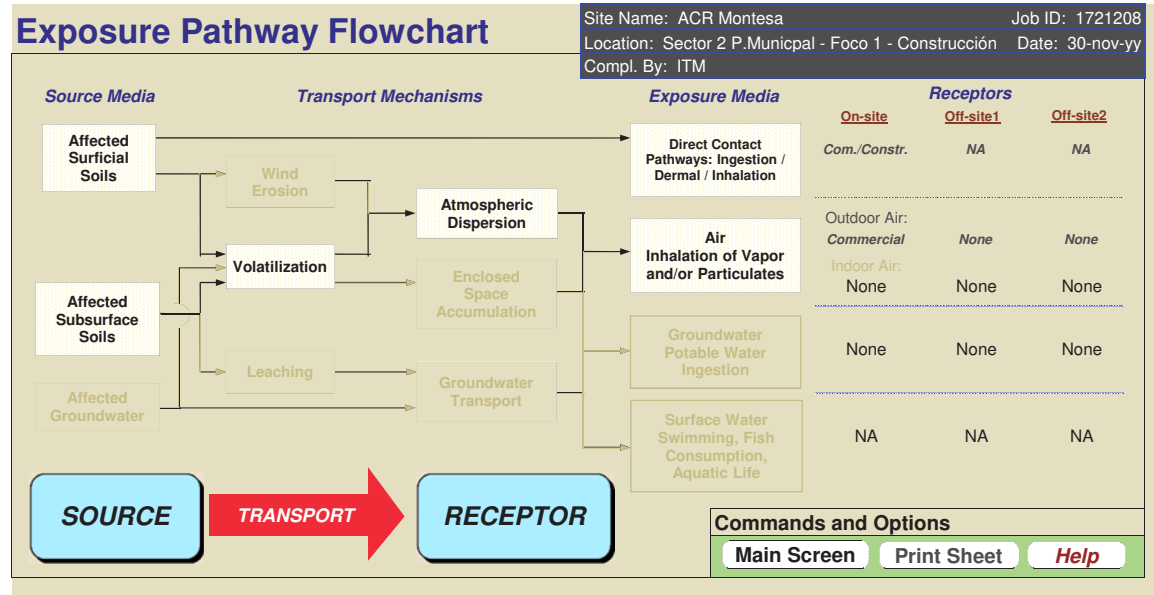 Exposure Pathway Flowchart
Site Name: ACR Montesa Job ID: 1721208
Location: Sector 2 P.Municpal - Foco 1 - Construcción Date: 30-nov-yy
Compl. By: ITM
Source Media
Transport Mechanisms
Exposure Media
Receptors
On-site
Off-site1
Off-site2
Affected
Surficial
Soils
Wind
Erosion
Atmospheric
Dispersion
Direct Contact
Pathways: Ingestion /
Dermal / Inhalation
Com./Constr.
NA
NA
Volatilization
Air
Inhalation of Vapor
and/or Particulates
Outdoor Air:
Commercial
None
None
Indoor Air:
None
None
None
Affected
Subsurface
Soils
Enclosed
Space
Accumulation
Groundwater
Potable Water
Ingestion
None
None
None
Affected
Groundwater
Leaching
Groundwater
Transport
Surface Water
Swimming, Fish
Consumption,
Aquatic Life
NA
NA
NA
SOURCE
TRANSPORT
RECEPTOR
Commands and Options
Main Screen
Print Sheet
Help